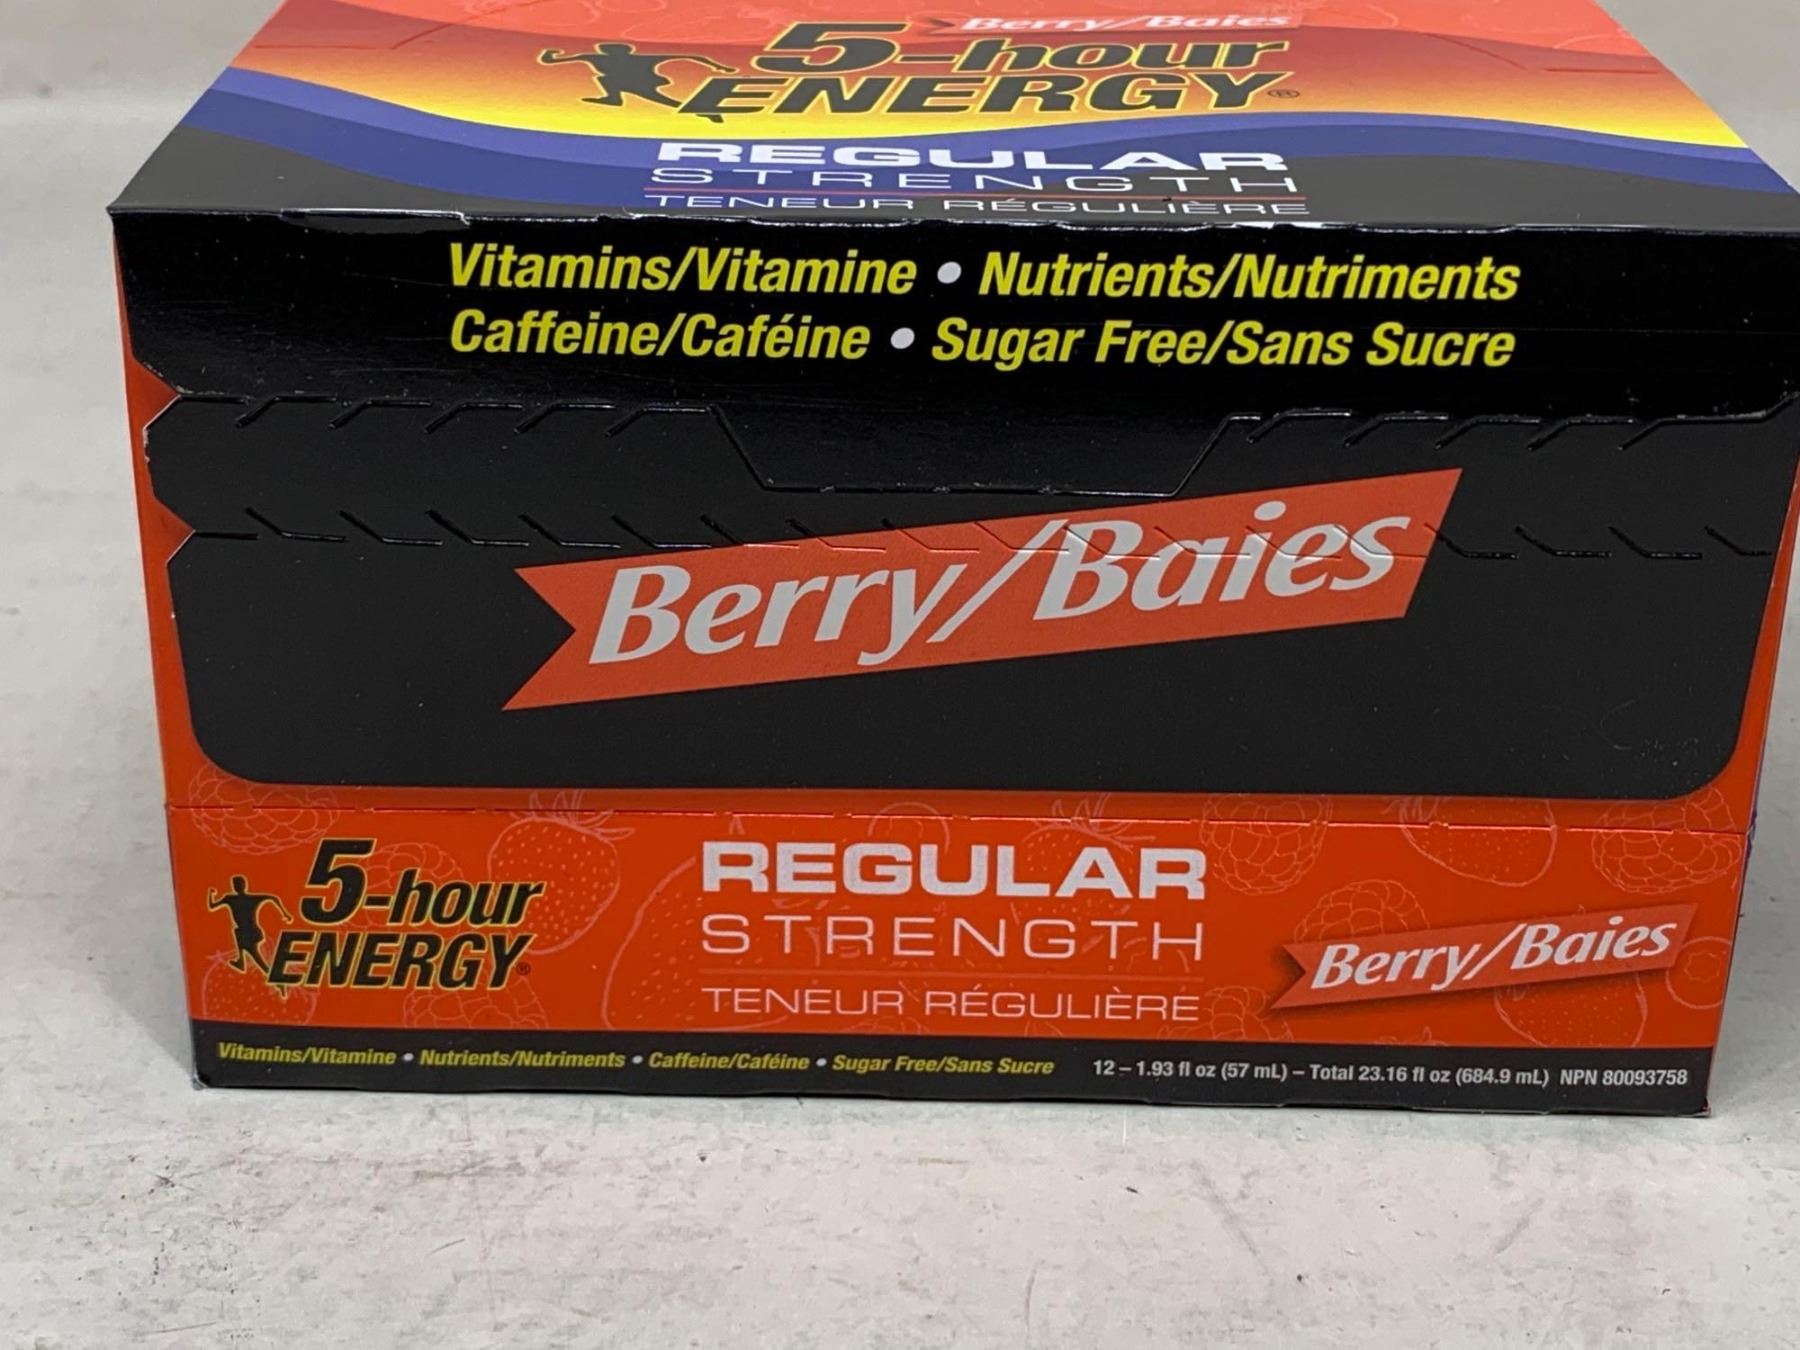 Berry/Baies
5-hour
ENERGY®
REGULAR
STRENGTH
TENEUR RÉGULIÈRE
Vitamins/Vitamine • Nutrients/Nutriments
Caffeine/Caféine • Sugar Free/Sans Sucre
Berry/Baies
5-hour
ENERGY®
REGULAR
STRENGTH
TENEUR RÉGULIÈRE
Berry/Baies
Vitamins/Vitamine • Nutrients/Nutriments • Caffeine/Caféine • Sugar Free/Sans Sucre
12 – 1.93 fl oz (57 mL) – Total 23.16 fl oz (684.9 mL) NPN 80093758